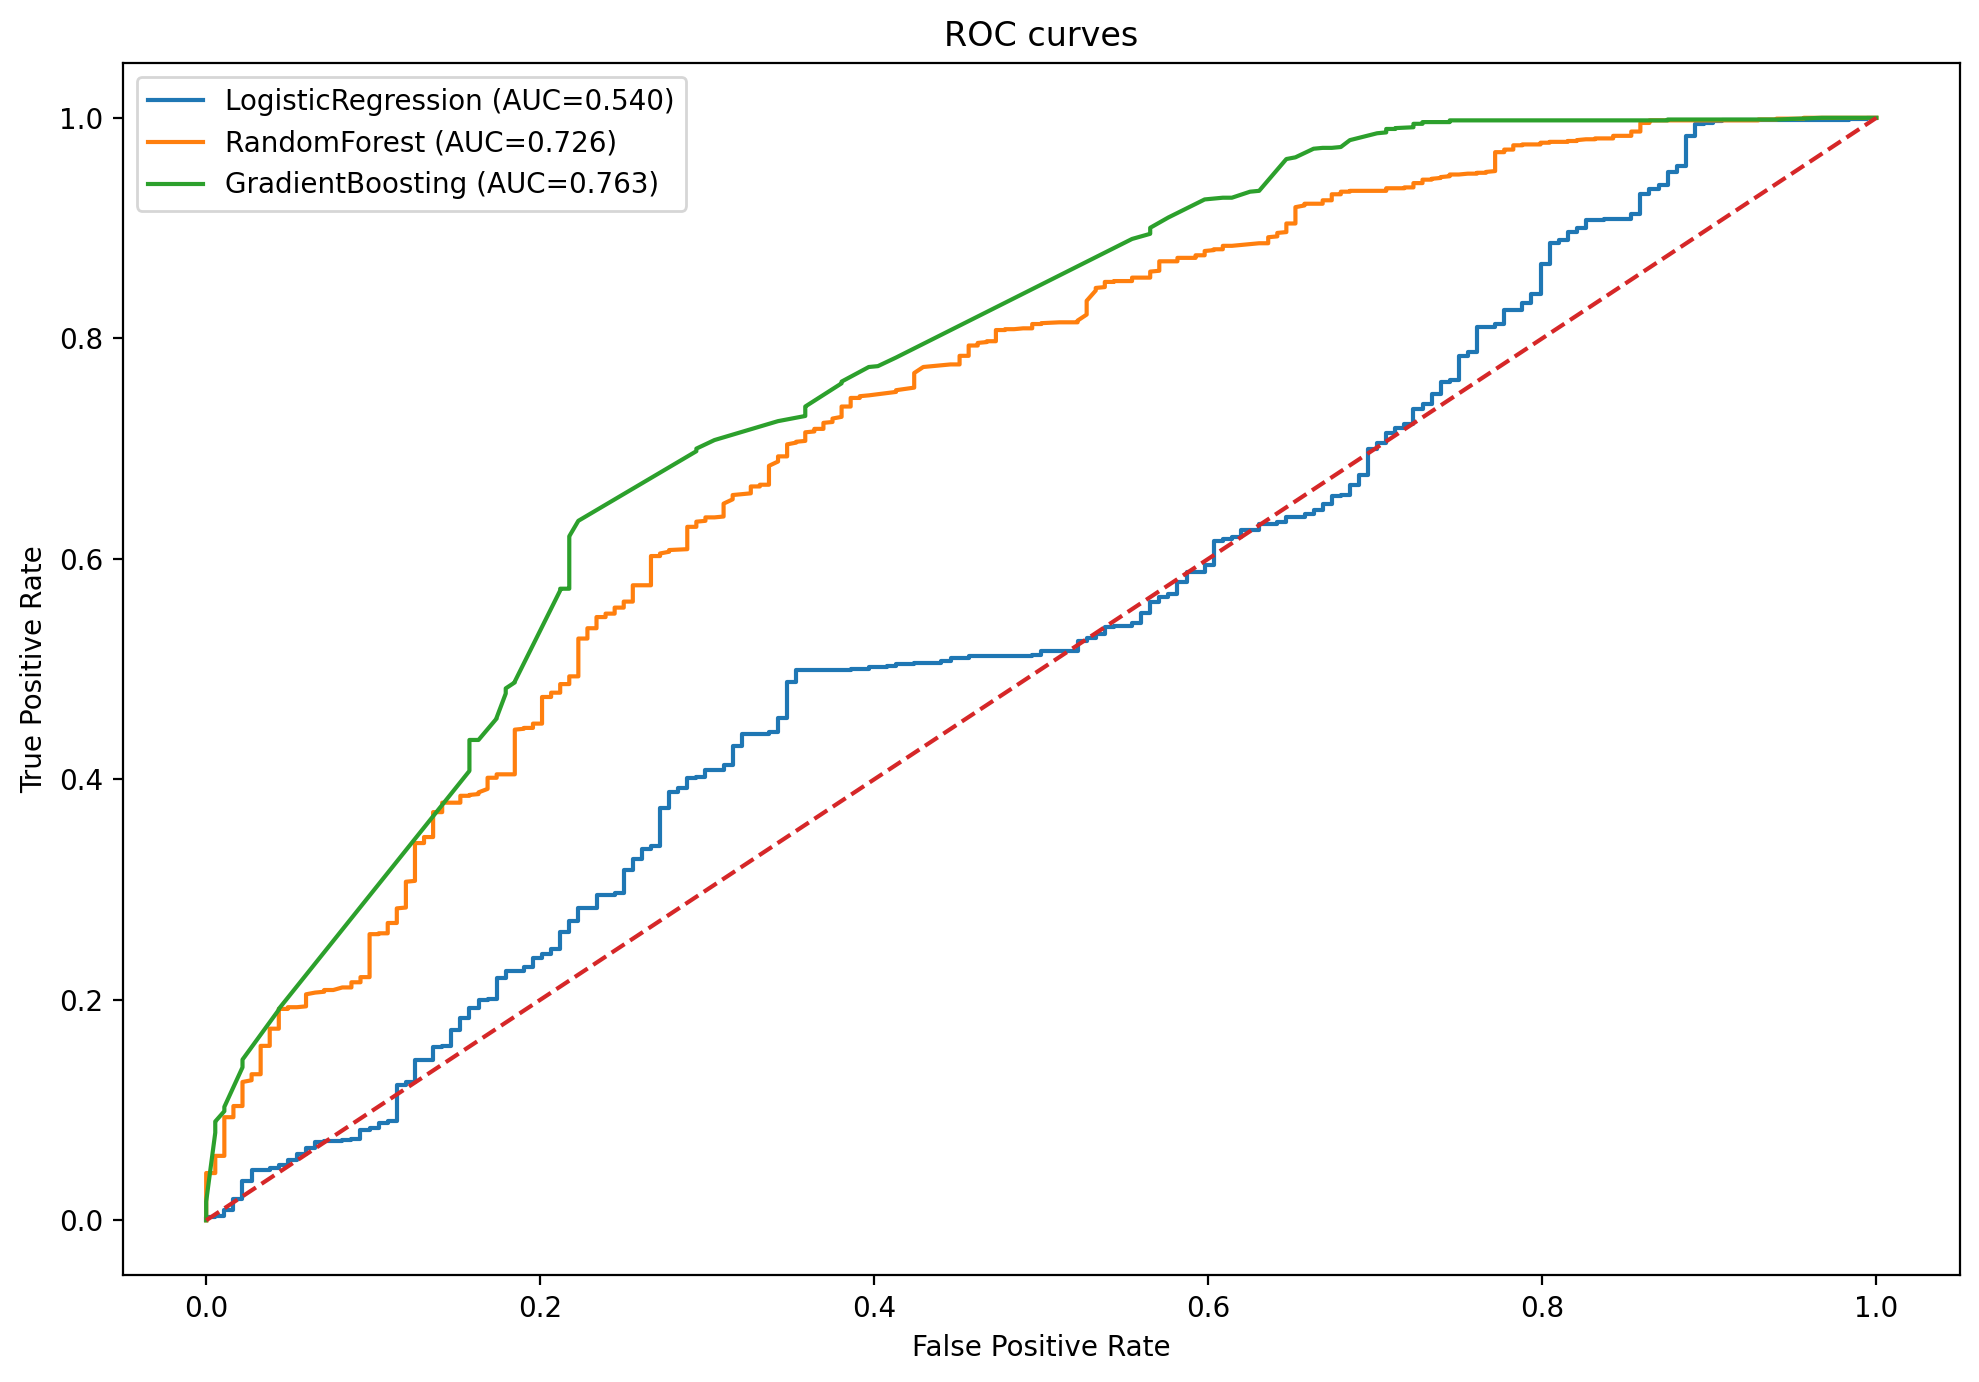 ROC curves
LogisticRegression (AUC=0.540)
RandomForest (AUC=0.726)
GradientBoosting (AUC=0.763)
True Positive Rate
1.0
0.8
0.6
0.4
0.2
0.0
0.0 0.2 0.4 0.6 0.8 1.0
False Positive Rate